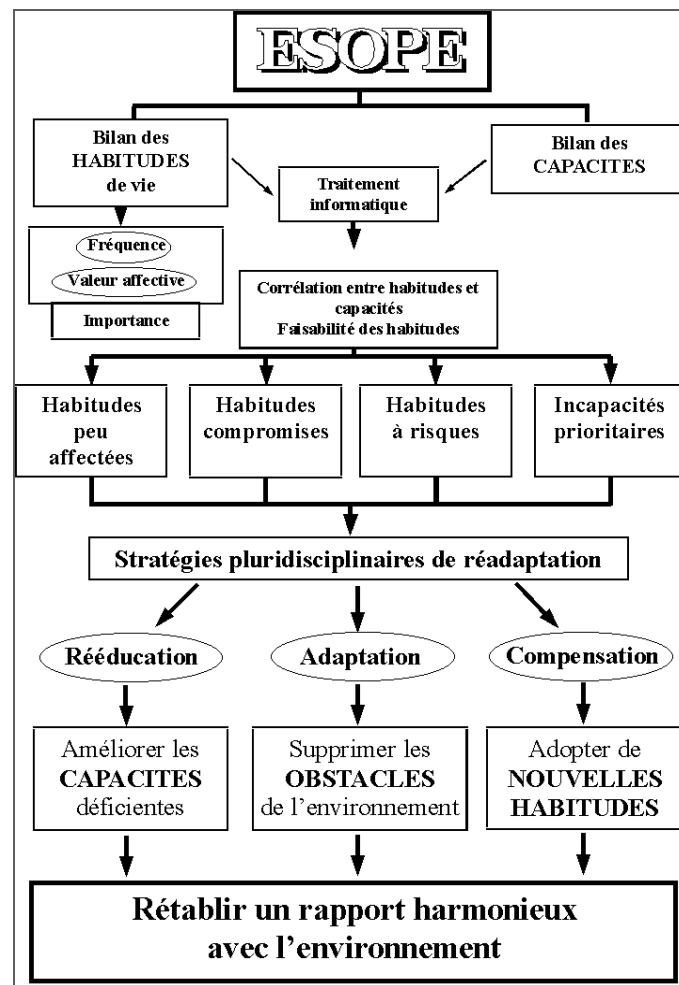 ESOPE
Bilan des
HABITUDES
de vie
Bilan des
CAPACITES
Traitement
informatique
Fréquence
Valeur affective
Importance
Corrélation entre habitudes et
capacités
Faisabilité des habitudes
Habitudes
peu
affectées
Habitudes
compromises
Habitudes
à risques
Incapacités
prioritaires
Stratégies pluridisciplinaires de réadaptation
Rééducation
Adaptation
Compensation
Améliorer les
CAPACITES
déficientes
Supprimer les
OBSTACLES
de l’environnement
Adopter de
NOUVELLES
HABITUDES
Rétablir un rapport harmonieux
avec l’environnement